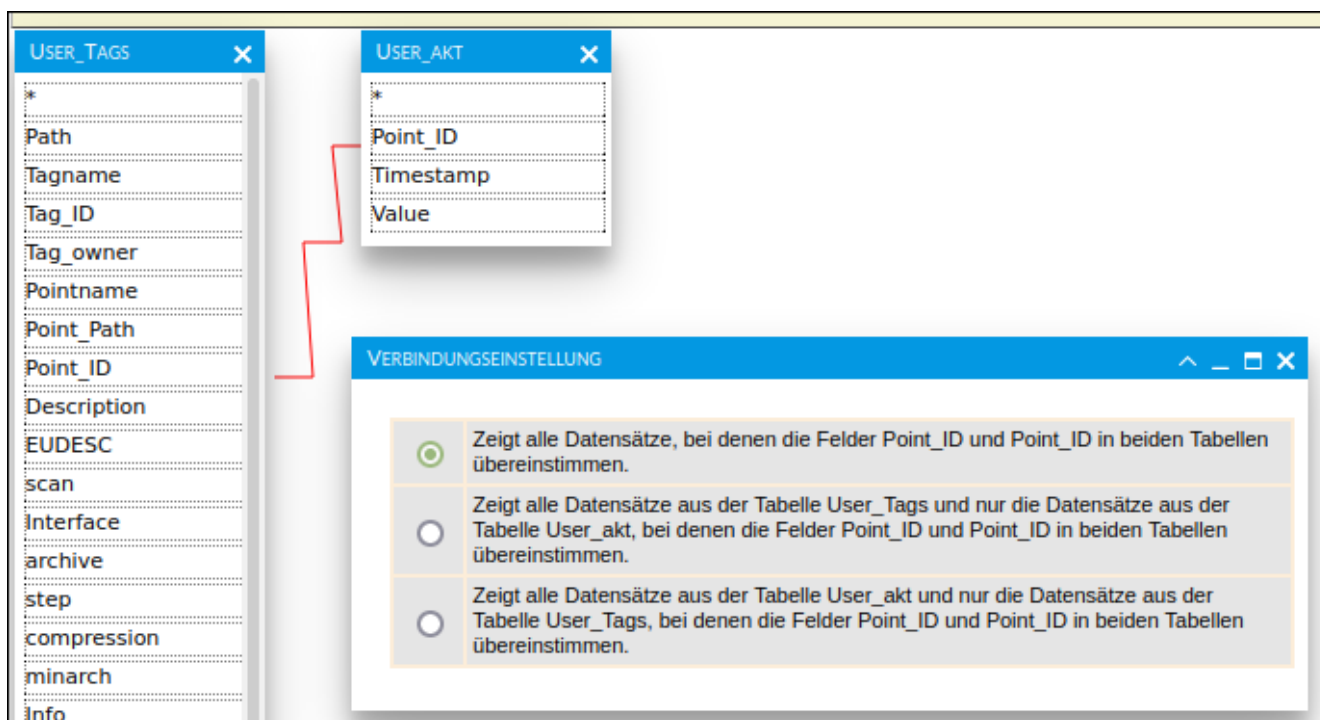 User_Tags
*
Path
Tagname
Tag_ID
Tag_owner
Pointname
Point_Path
Point_ID
Description
EUDESC
scan
Interface
archive
step
compression
minarch
Info
User_akt
*
Point_ID
Timestamp
Value
Verbindungseinstellung
Zeigt alle Datensätze, bei denen die Felder Point_ID und Point_ID in beiden Tabellen
übereinstimmen.
Zeigt alle Datensätze aus der Tabelle User_Tags und nur die Datensätze aus der
Tabelle User_akt, bei denen die Felder Point_ID und Point_ID in beiden Tabellen
übereinstimmen.
Zeigt alle Datensätze aus der Tabelle User_akt und nur die Datensätze aus der
Tabelle User_Tags, bei denen die Felder Point_ID und Point_ID in beiden Tabellen
übereinstimmen.